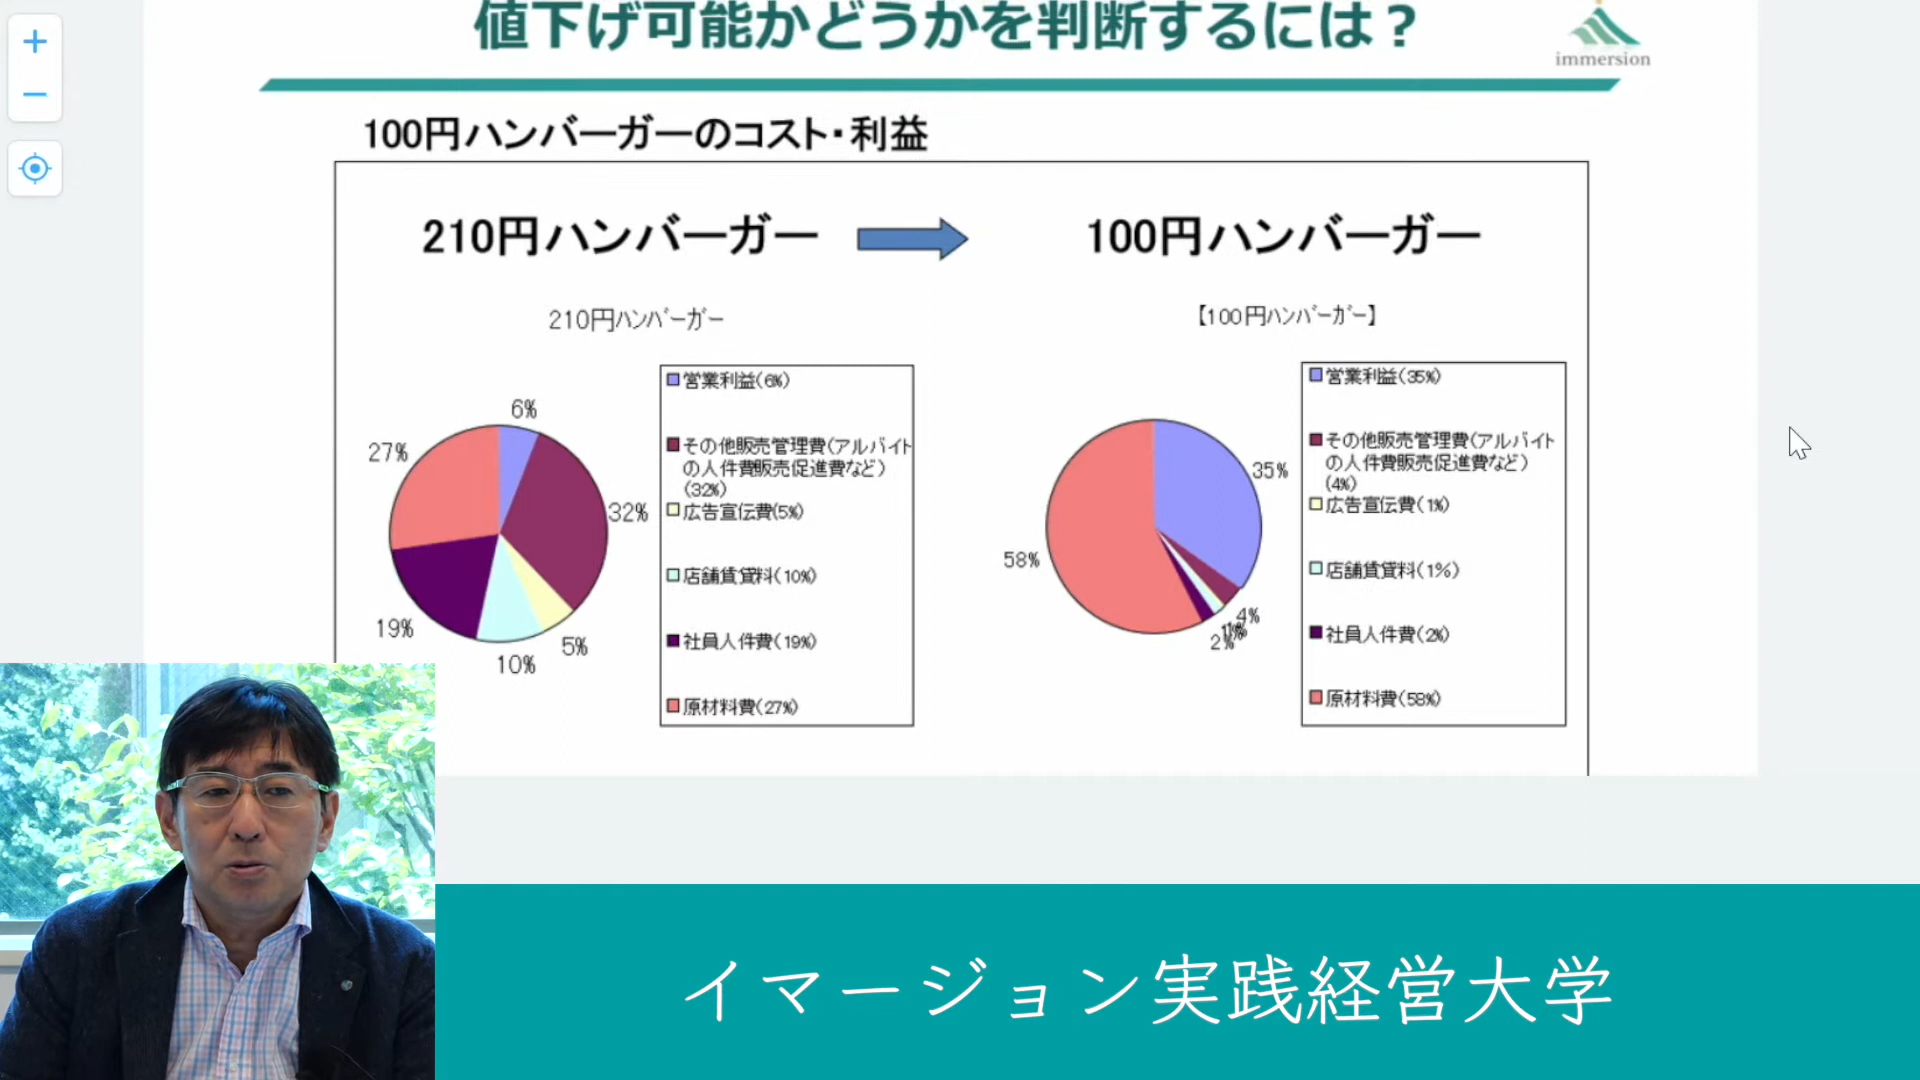 値下げ可能かどうかを判断するには？
immersion
100円ハンバーガーのコスト・利益
210円ハンバーガー
100円ハンバーガー
210円ﾊﾝﾊﾞｰｶﾞｰ
6%
32%
5%
10%
19%
27%
営業利益(6%)
その他販売管理費(アルバイト
の人件費販売促進費など)
(32%)
広告宣伝費(5%)
店舗賃貸料(10%)
社員人件費(19%)
原材料費(27%)
【100円ﾊﾝﾊﾞｰｶﾞｰ】
35%
4%
2%
58%
営業利益(35%)
その他販売管理費(アルバイト
の人件費販売促進費など)
(4%)
広告宣伝費(1%)
店舗賃貸料(1%)
社員人件費(2%)
原材料費(58%)
イマージョン実践経営大学